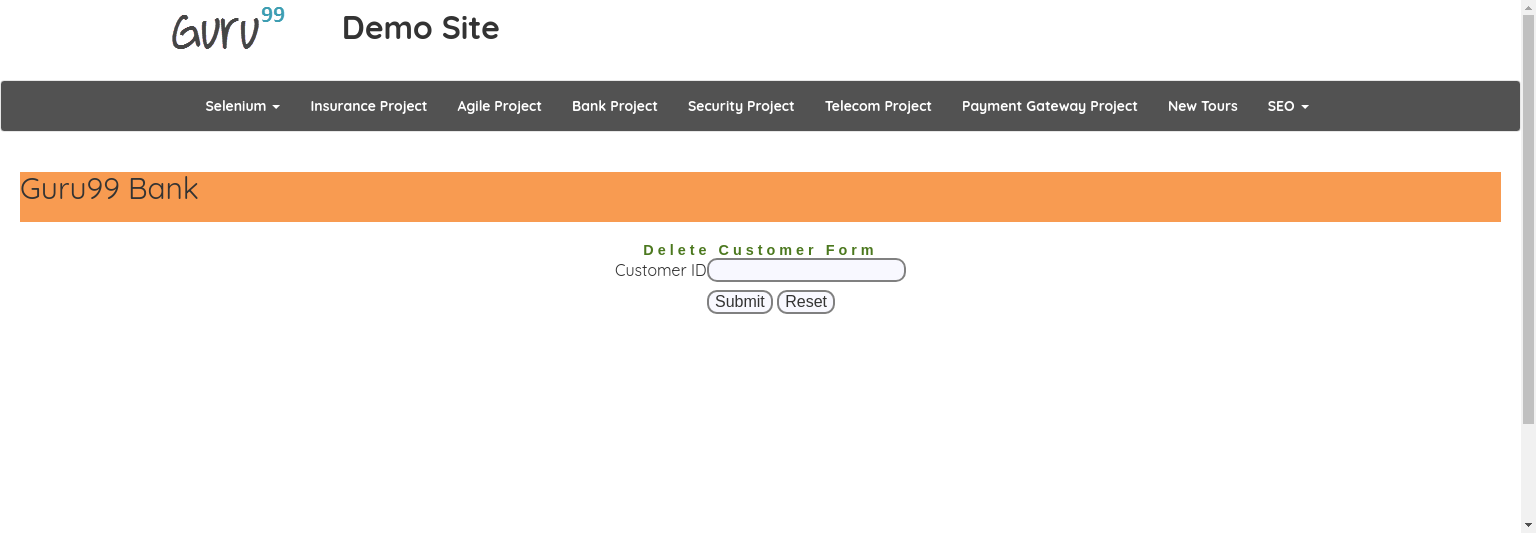 Guru99 Demo Site
Selenium Insurance Project Agile Project Bank Project Security Project Telecom Project Payment Gateway Project New Tours SEO
Guru99 Bank
Delete Customer Form
Customer ID
Submit Reset